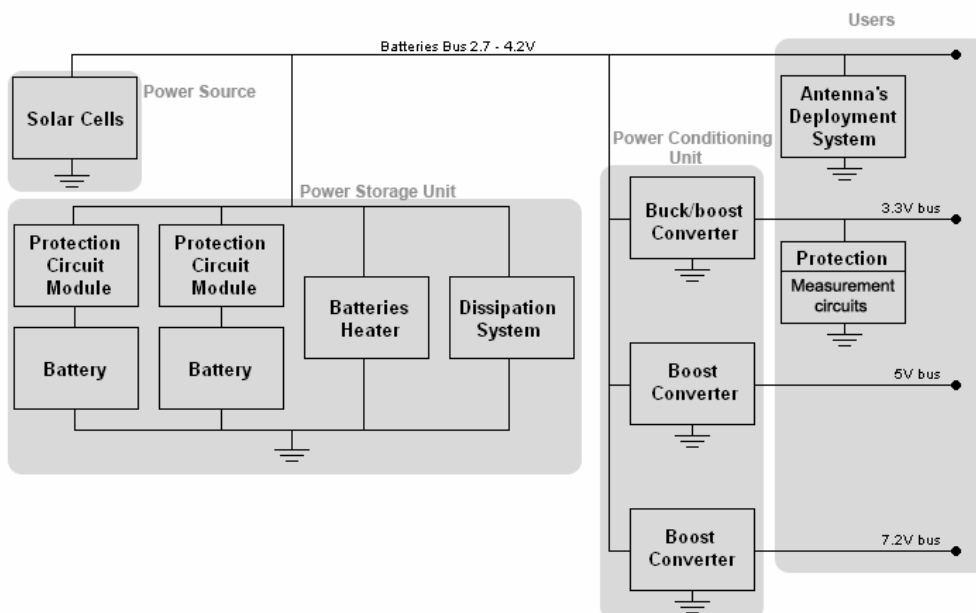 Users
Batteries Bus 2.7 - 4.2V
Power Source
Solar Cells
Antenna's
Deployment
System
Power Conditioning
Unit
Power Storage Unit
Protection
Circuit
Module
Protection
Circuit
Module
Batteries
Heater
Dissipation
System
Battery
Battery
Buck/boost
Converter
3.3V bus
Protection
Measurement
circuits
Boost
Converter
5V bus
Boost
Converter
7.2V bus